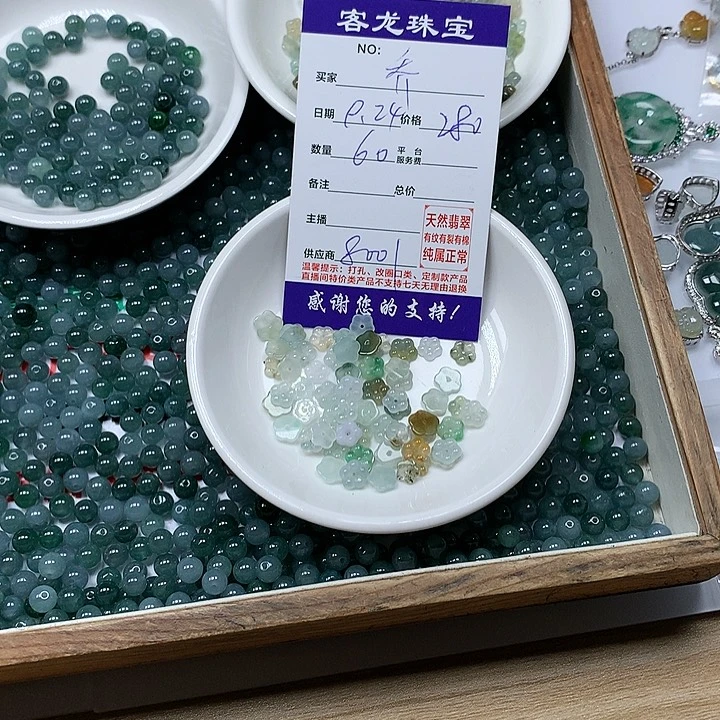 客龙珠宝
NO:
买家
日期 9.24 价格 280
数量 60 平台服务费
备注 总价
主播
天然翡翠
有纹有裂有棉
纯属正常
供应商 8001
温馨提示：打孔、改圈口类、定制款产品
直播间特价类产品不支持七天无理由退换
感谢您的支持！